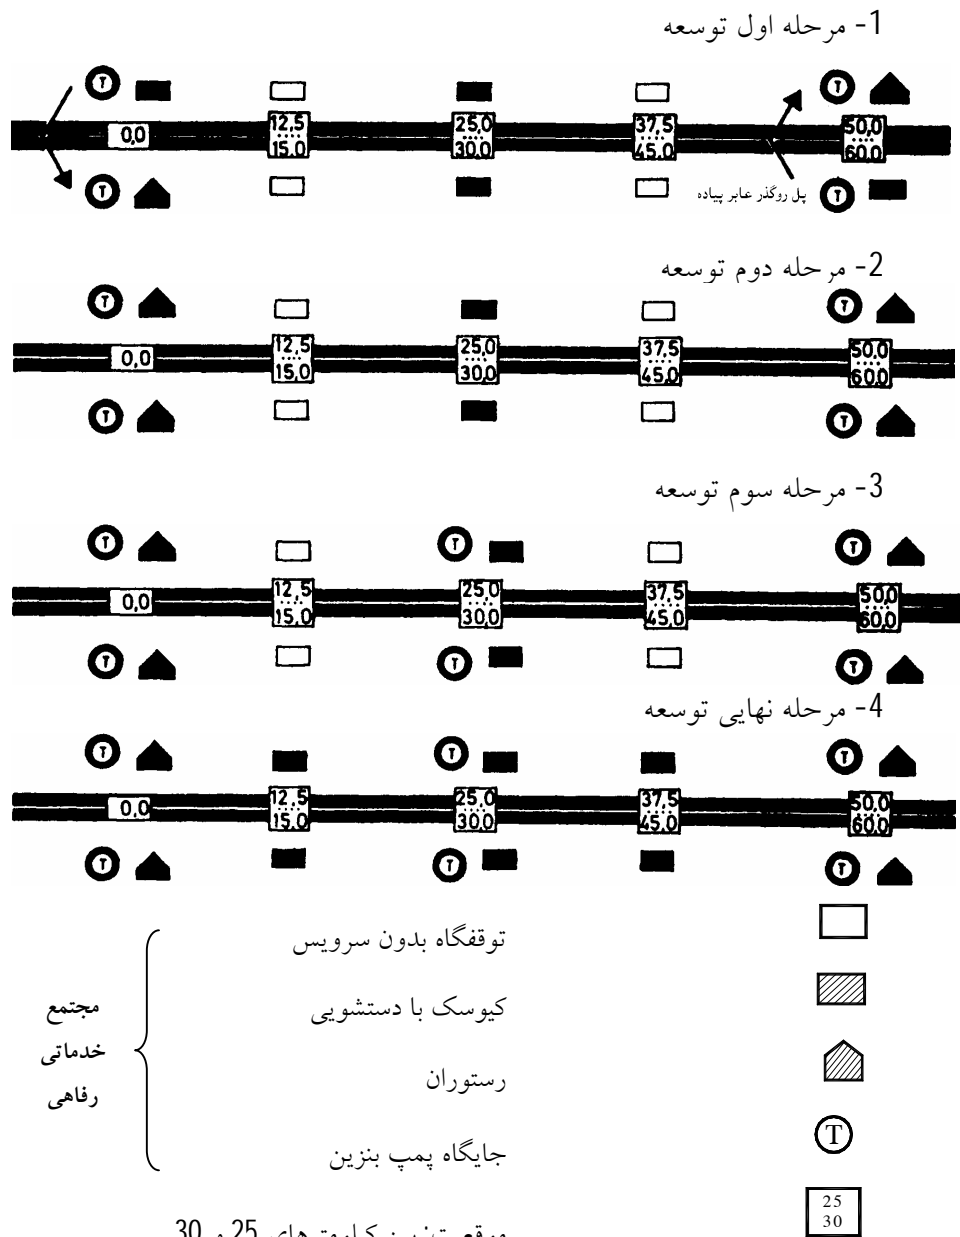 1- مرحله اول توسعه
T T
0,0 12,5 25,0 37,5 50,0
15,0 30,0 45,0 60,0
T پل روگذر عابر پیاده T
2- مرحله دوم توسعه
T T
0,0 12,5 25,0 37,5 50,0
15,0 30,0 45,0 60,0
T T
3- مرحله سوم توسعه
T T T
0,0 12,5 25,0 37,5 50,0
15,0 30,0 45,0 60,0
T T T
4- مرحله نهایی توسعه
T T T
0,0 12,5 25,0 37,5 50,0
15,0 30,0 45,0 60,0
T T T
توقفگاه بدون سرویس
کیوسک با دستشویی
رستوران
T جایگاه پمپ بنزین
مجتمع
خدماتی
رفاهی
25
30
25 و 30